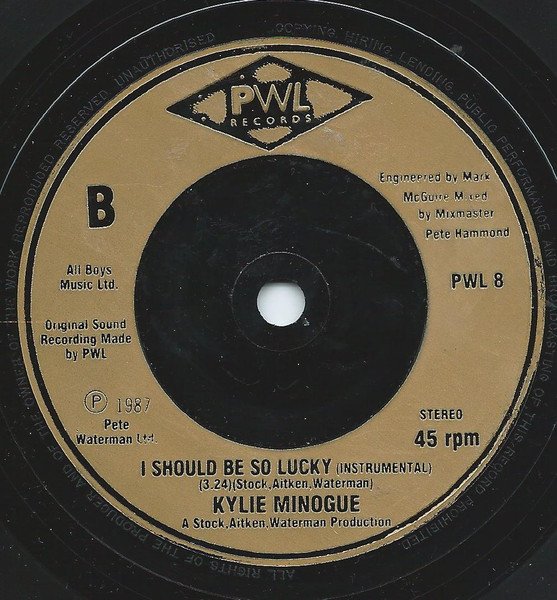 PWL
RECORDS
B
Engineered by Mark
McGuire Mixed
by Mixmaster
Pete Hammond
All Boys
Music Ltd.
PWL 8
Original Sound
Recording Made
by PWL
Ⓟ 1987
Pete
Waterman Ltd.
STEREO
45 rpm
I SHOULD BE SO LUCKY (INSTRUMENTAL)
(3.24)(Stock,Aitken,Waterman)
KYLIE MINOGUE
A Stock,Aitken,Waterman Production
ALL RIGHTS OF THE PRODUCER AND OF THE OWNER OF THE WORK REPRODUCED RESERVED UNAUTHORISED COPYING HIRING LENDING, PUBLIC PERFORMANCE AND BROADCASTING OF THIS RECORD PROHIBITED